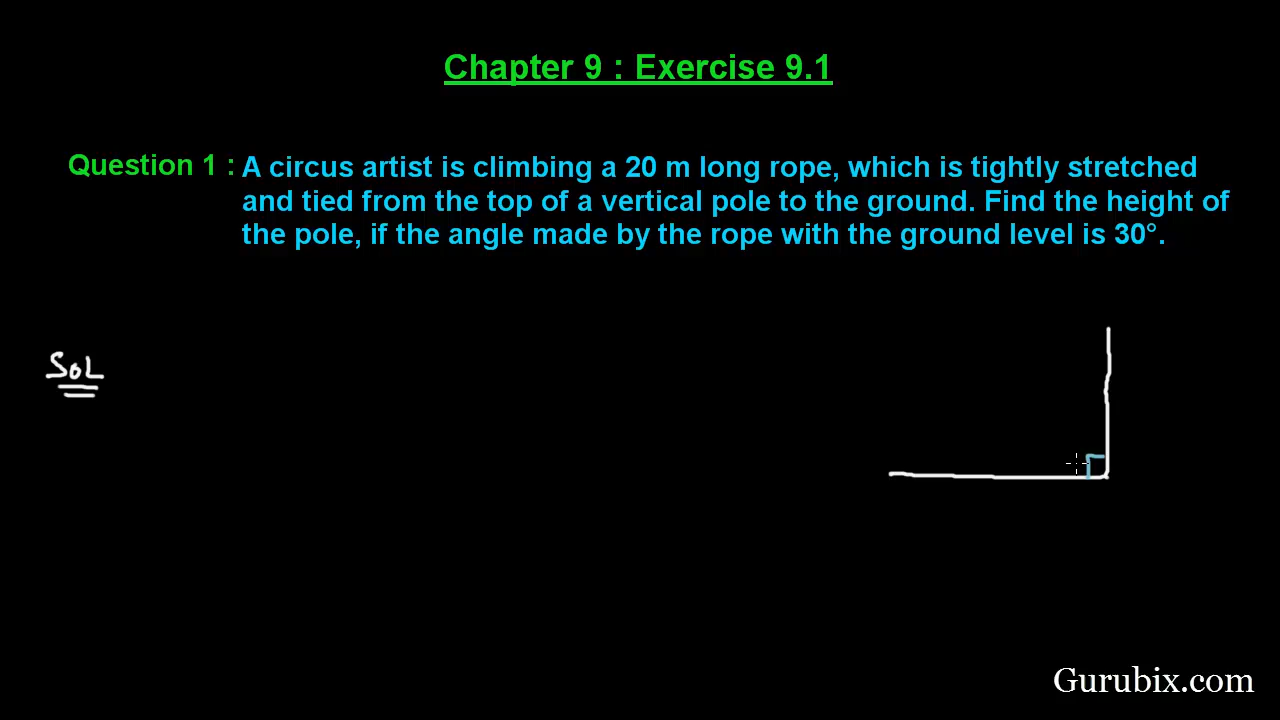 Chapter 9 : Exercise 9.1
Question 1 : A circus artist is climbing a 20 m long rope, which is tightly stretched
and tied from the top of a vertical pole to the ground. Find the height of
the pole, if the angle made by the rope with the ground level is 30°.
SOL
Gurubix.com